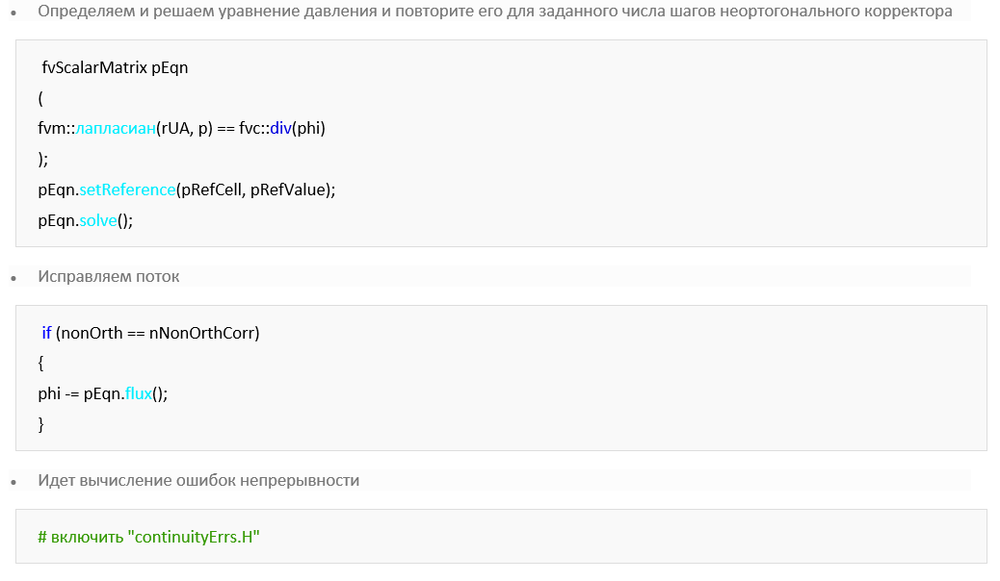 Определяем и решаем уравнение давления и повторите его для заданного числа шагов неортогонального корректора
fvScalarMatrix pEqn
(
fvm::лапласиан(rUA, p) == fvc::div(phi)
);
pEqn.setReference(pRefCell, pRefValue);
pEqn.solve();
Исправляем поток
if (nonOrth == nNonOrthCorr)
{
phi -= pEqn.flux();
}
Идет вычисление ошибок непрерывности
# включить "continuityErrs.H"